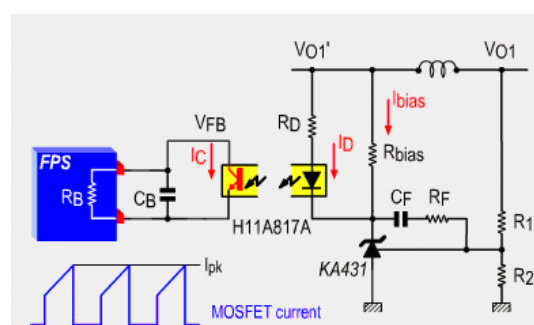 VO1' VO1
Ibias
RD
VFB
IC ID
Rbias
FPS
RB CB
CF RF
H11A817A
R1
KA431
R2
Ipk
MOSFET current